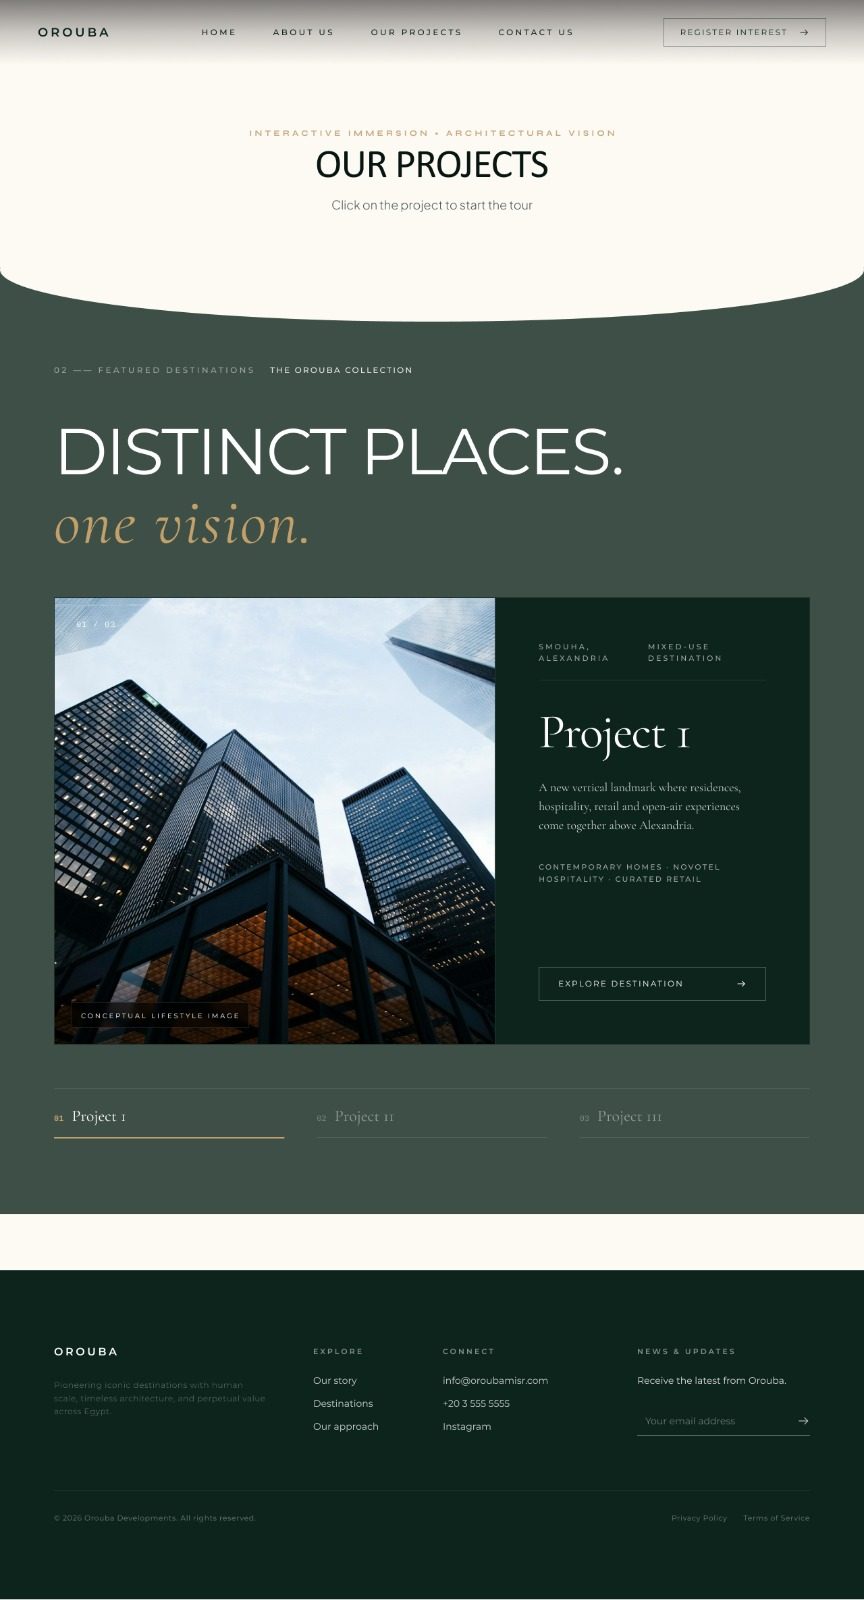 OROUBA
HOME ABOUT US OUR PROJECTS CONTACT US
REGISTER INTEREST →
INTERACTIVE IMMERSION • ARCHITECTURAL VISION
OUR PROJECTS
Click on the project to start the tour
02 —— FEATURED DESTINATIONS THE OROUBA COLLECTION
DISTINCT PLACES.
one vision.
01 / 03
CONCEPTUAL LIFESTYLE IMAGE
SMOUHA,
ALEXANDRIA
MIXED-USE
DESTINATION
Project 1
A new vertical landmark where residences,
hospitality, retail and open-air experiences
come together above Alexandria.
CONTEMPORARY HOMES · NOVOTEL
HOSPITALITY · CURATED RETAIL
EXPLORE DESTINATION →
01 Project 1
02 Project 11
03 Project 111
OROUBA
Pioneering iconic destinations with human
scale, timeless architecture, and perpetual value
across Egypt.
EXPLORE
Our story
Destinations
Our approach
CONNECT
info@oroubamisr.com
+20 3 555 5555
Instagram
NEWS & UPDATES
Receive the latest from Orouba.
Your email address →
© 2026 Orouba Developments. All rights reserved.
Privacy Policy Terms of Service